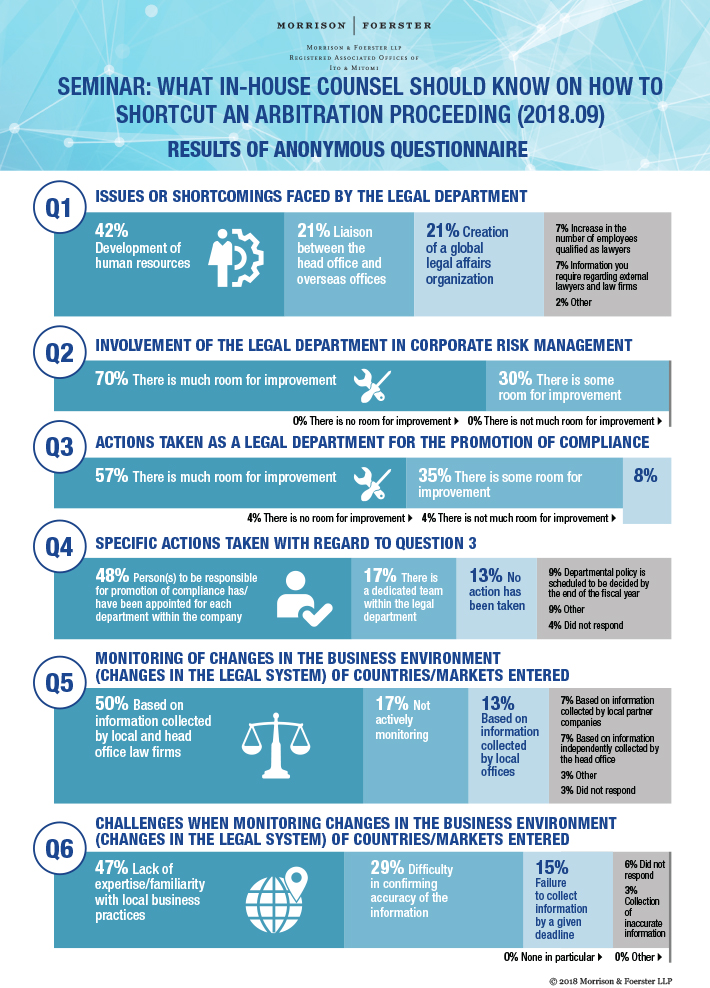 MORRISON | FOERSTER
MORRISON & FOERSTER LLP
REGISTERED ASSOCIATED OFFICES OF
ITO & MITOMI
SEMINAR: WHAT IN-HOUSE COUNSEL SHOULD KNOW ON HOW TO
SHORTCUT AN ARBITRATION PROCEEDING (2018.09)
RESULTS OF ANONYMOUS QUESTIONNAIRE
Q1
ISSUES OR SHORTCOMINGS FACED BY THE LEGAL DEPARTMENT
42%
Development of
human resources
21% Liaison
between the
head office and
overseas offices
21% Creation
of a global
legal affairs
organization
7% Increase in the
number of employees
qualified as lawyers
7% Information you
require regarding external
lawyers and law firms
2% Other
Q2
INVOLVEMENT OF THE LEGAL DEPARTMENT IN CORPORATE RISK MANAGEMENT
70% There is much room for improvement
30% There is some
room for improvement
0% There is no room for improvement
0% There is not much room for improvement
Q3
ACTIONS TAKEN AS A LEGAL DEPARTMENT FOR THE PROMOTION OF COMPLIANCE
57% There is much room for improvement
35% There is some room for
improvement
8%
4% There is no room for improvement
4% There is not much room for improvement
Q4
SPECIFIC ACTIONS TAKEN WITH REGARD TO QUESTION 3
48% Person(s) to be responsible
for promotion of compliance has/
have been appointed for each
department within the company
17% There is
a dedicated team
within the legal
department
13% No
action has
been taken
9% Departmental policy is
scheduled to be decided by
the end of the fiscal year
9% Other
4% Did not respond
Q5
MONITORING OF CHANGES IN THE BUSINESS ENVIRONMENT
(CHANGES IN THE LEGAL SYSTEM) OF COUNTRIES/MARKETS ENTERED
50% Based on
information collected
by local and head
office law firms
17% Not
actively
monitoring
13%
Based on
information
collected
by local
offices
7% Based on information
collected by local partner
companies
7% Based on information
independently collected by
the head office
3% Other
3% Did not respond
Q6
CHALLENGES WHEN MONITORING CHANGES IN THE BUSINESS ENVIRONMENT
(CHANGES IN THE LEGAL SYSTEM) OF COUNTRIES/MARKETS ENTERED
47% Lack of
expertise/familiarity
with local business
practices
29% Difficulty
in confirming
accuracy of the
information
15%
Failure
to collect
information
by a given
deadline
6% Did not
respond
3%
Collection
of
inaccurate
information
0% None in particular
0% Other
© 2018 Morrison & Foerster LLP